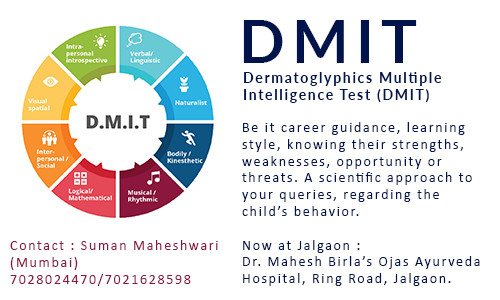 Intra-
personal
introspective
Verbal/
Linguistic
Naturalist
Bodily /
Kinesthetic
Musical /
Rhythmic
Logical/
Mathematical
Inter-
personal /
Social
Visual
spatial
D.M.I.T
DMIT
Dermatoglyphics Multiple
Intelligence Test (DMIT)
Be it career guidance, learning
style, knowing their strengths,
weaknesses, opportunity or
threats. A scientific approach to
your queries, regarding the
child’s behavior.
Contact : Suman Maheshwari
(Mumbai)
7028024470/7021628598
Now at Jalgaon :
Dr. Mahesh Birla’s Ojas Ayurveda
Hospital, Ring Road, Jalgaon.